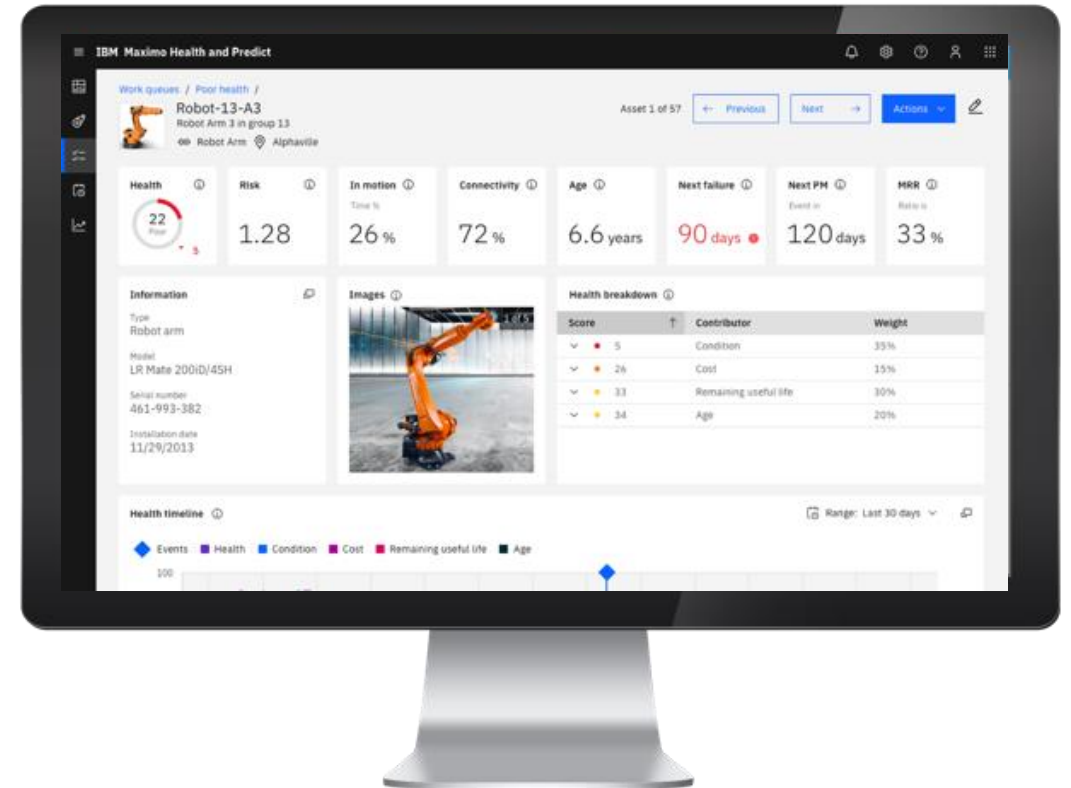 IBM Maximo Health and Predict
Work queues / Poor health /
Robot-13-A3
Robot Arm 3 in group 13
Robot Arm Alphaville
Asset 1 of 57 Previous Next Actions
Health Risk In motion Connectivity Age Next failure Next PM MRR
Time % Event in Ratio is
22 Poor 5 1.28 26 % 72 % 6.6 years 90 days 120 days 33 %
Information
Type
Robot arm
Model
LR Mate 200iD/4SH
Serial number
461-993-382
Installation date
11/29/2013
Images
1 of 5
Health breakdown
Score Contributor Weight
5 Condition 35%
26 Cost 15%
33 Remaining useful life 30%
34 Age 20%
Health timeline Range: Last 30 days
Events Health Condition Cost Remaining useful life Age
100